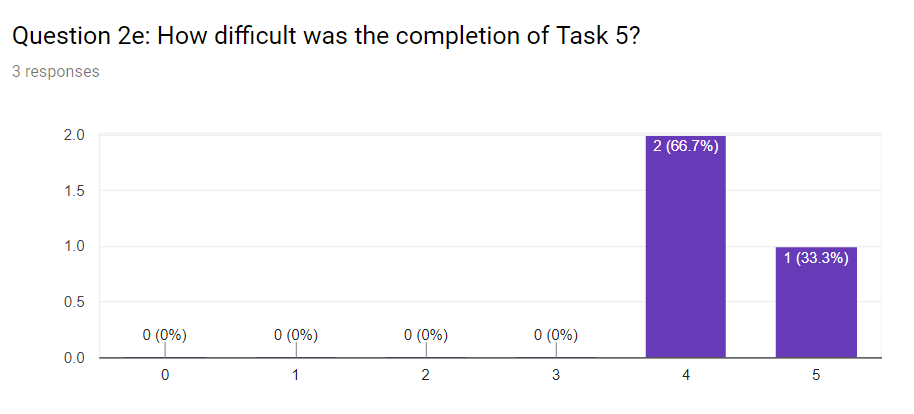 Question 2e: How difficult was the completion of Task 5?
3 responses
2.0
1.5
1.0
0.5
0.0
0 (0%) 0 (0%) 0 (0%) 0 (0%) 2 (66.7%) 1 (33.3%)
0 1 2 3 4 5